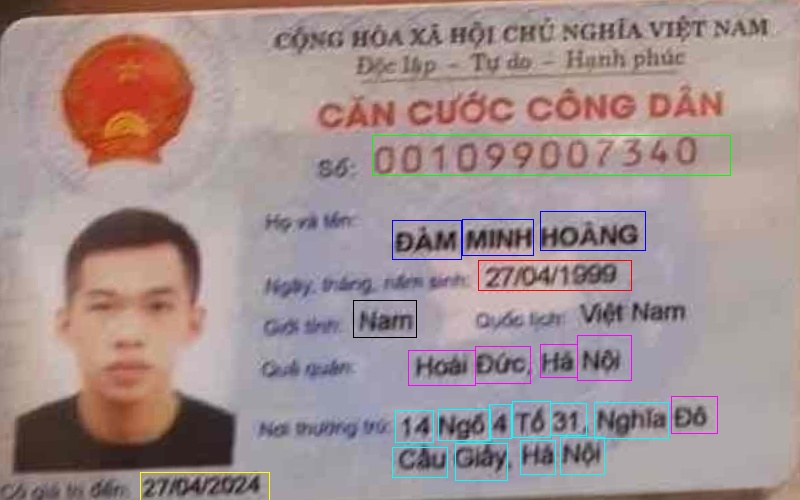 CỘNG HÒA XÃ HỘI CHỦ NGHĨA VIỆT NAM
Độc lập - Tự do - Hạnh phúc
CĂN CƯỚC CÔNG DÂN
Số: 001099007340
Họ và tên:
ĐÀM MINH HOÀNG
Ngày, tháng, năm sinh: 27/04/1999
Giới tính: Nam Quốc tịch: Việt Nam
Quê quán: Hoài Đức, Hà Nội
Nơi thường trú: 14 Ngõ 4 Tổ 31, Nghĩa Đô
Cầu Giấy, Hà Nội
Có giá trị đến: 27/04/2024